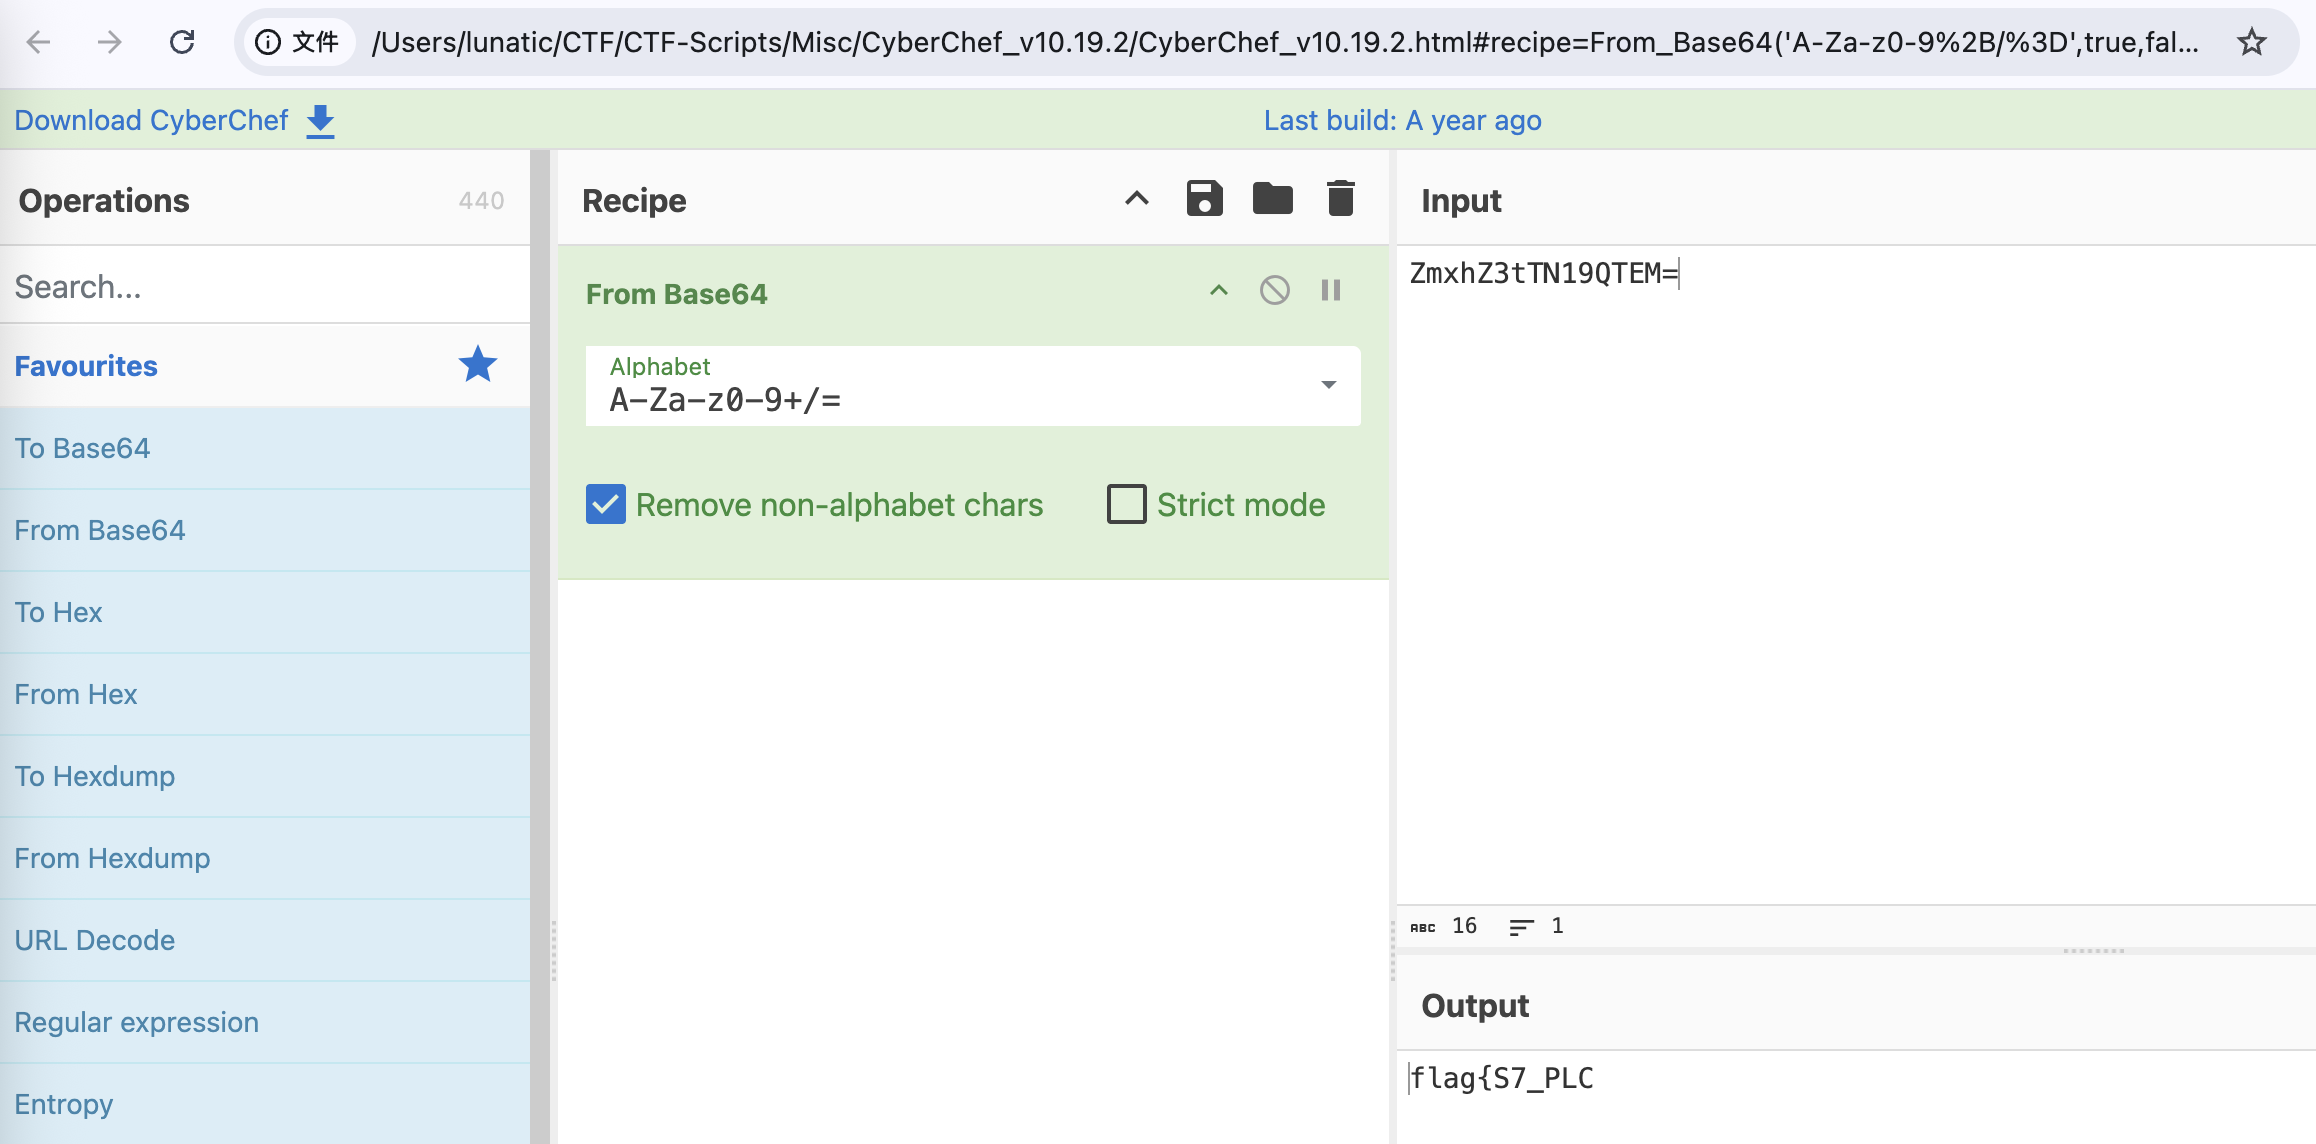 文件 /Users/lunatic/CTF/CTF-Scripts/Misc/CyberChef_v10.19.2/CyberChef_v10.19.2.html#recipe=From_Base64('A-Za-z0-9%2B/%3D',true,fal...
Download CyberChef
Last build: A year ago
Operations
440
Search...
Favourites
To Base64
From Base64
To Hex
From Hex
To Hexdump
From Hexdump
URL Decode
Regular expression
Entropy
Recipe
From Base64
Alphabet
A-Za-z0-9+/=
Remove non-alphabet chars
Strict mode
Input
ZmxhZ3tTN19QTEM=
ABC 16 1
Output
flag{S7_PLC